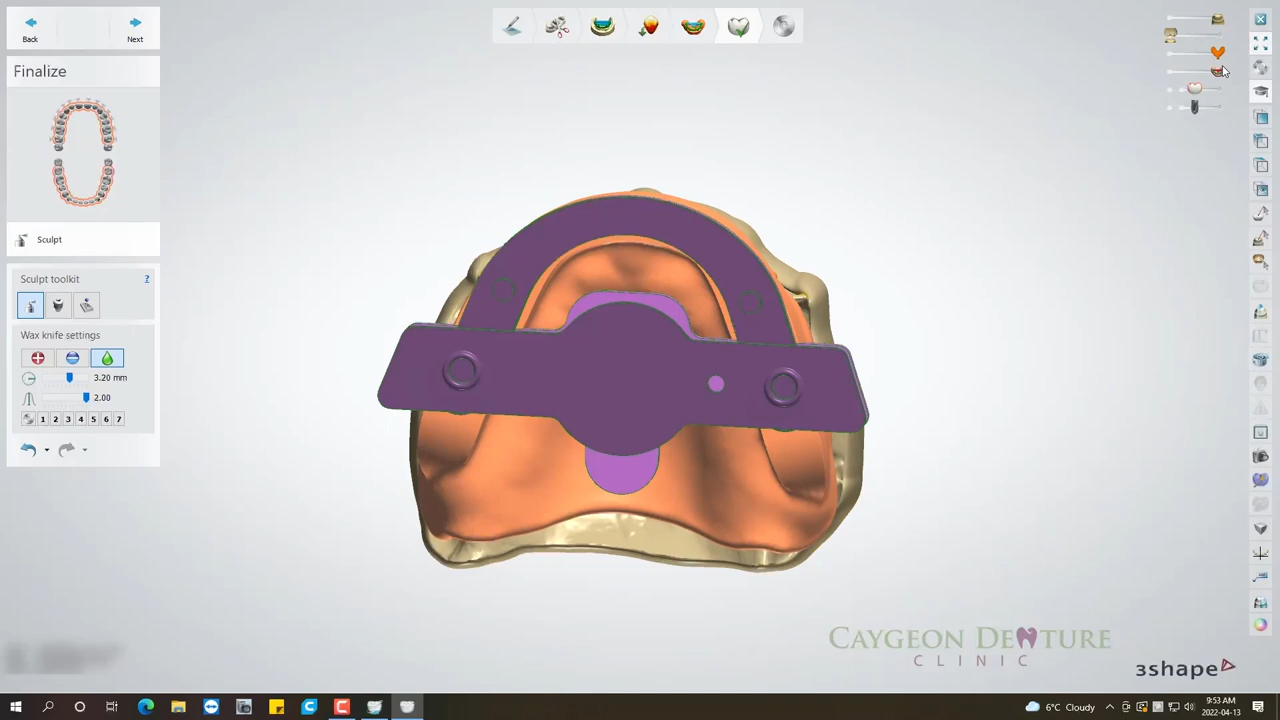 Back
Next
Finalize
Sculpt
Sculpt toolkit
?
Wax knife settings
3.20 mm
2.00
1 2 3 4 5 6 7
CAYGEON DENTURE
CLINIC
3shape
6°C Cloudy
9:53 AM
2022-04-13